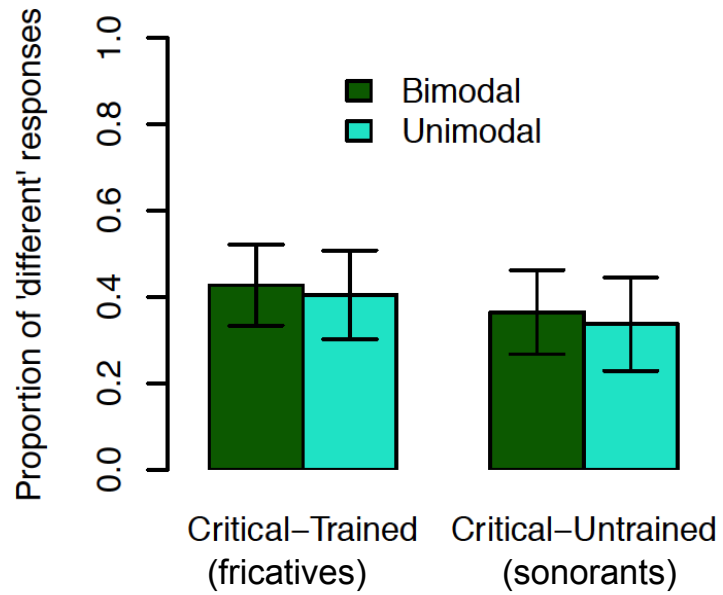 Proportion of 'different' responses
1.0
0.8
0.6
0.4
0.2
0.0
Bimodal
Unimodal
Critical−Trained
(fricatives)
Critical−Untrained
(sonorants)